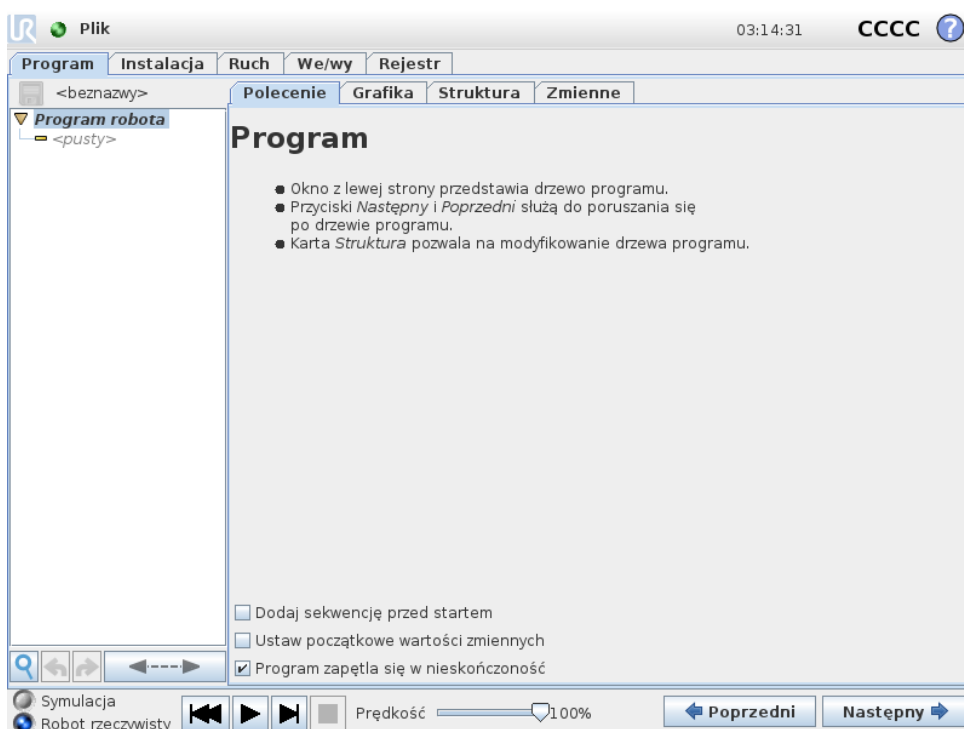 UR Plik 03:14:31 CCCC ?
Program Instalacja Ruch We/wy Rejestr
<beznazwy> Polecenie Grafika Struktura Zmienne
Program robota
<pusty>
Program
Okno z lewej strony przedstawia drzewo programu.
Przyciski Następny i Poprzedni służą do poruszania się
po drzewie programu.
Karta Struktura pozwala na modyfikowanie drzewa programu.
Dodaj sekwencję przed startem
Ustaw początkowe wartości zmiennych
Program zapętla się w nieskończoność
Symulacja
Robot rzeczywisty
Prędkość 100% Poprzedni Następny